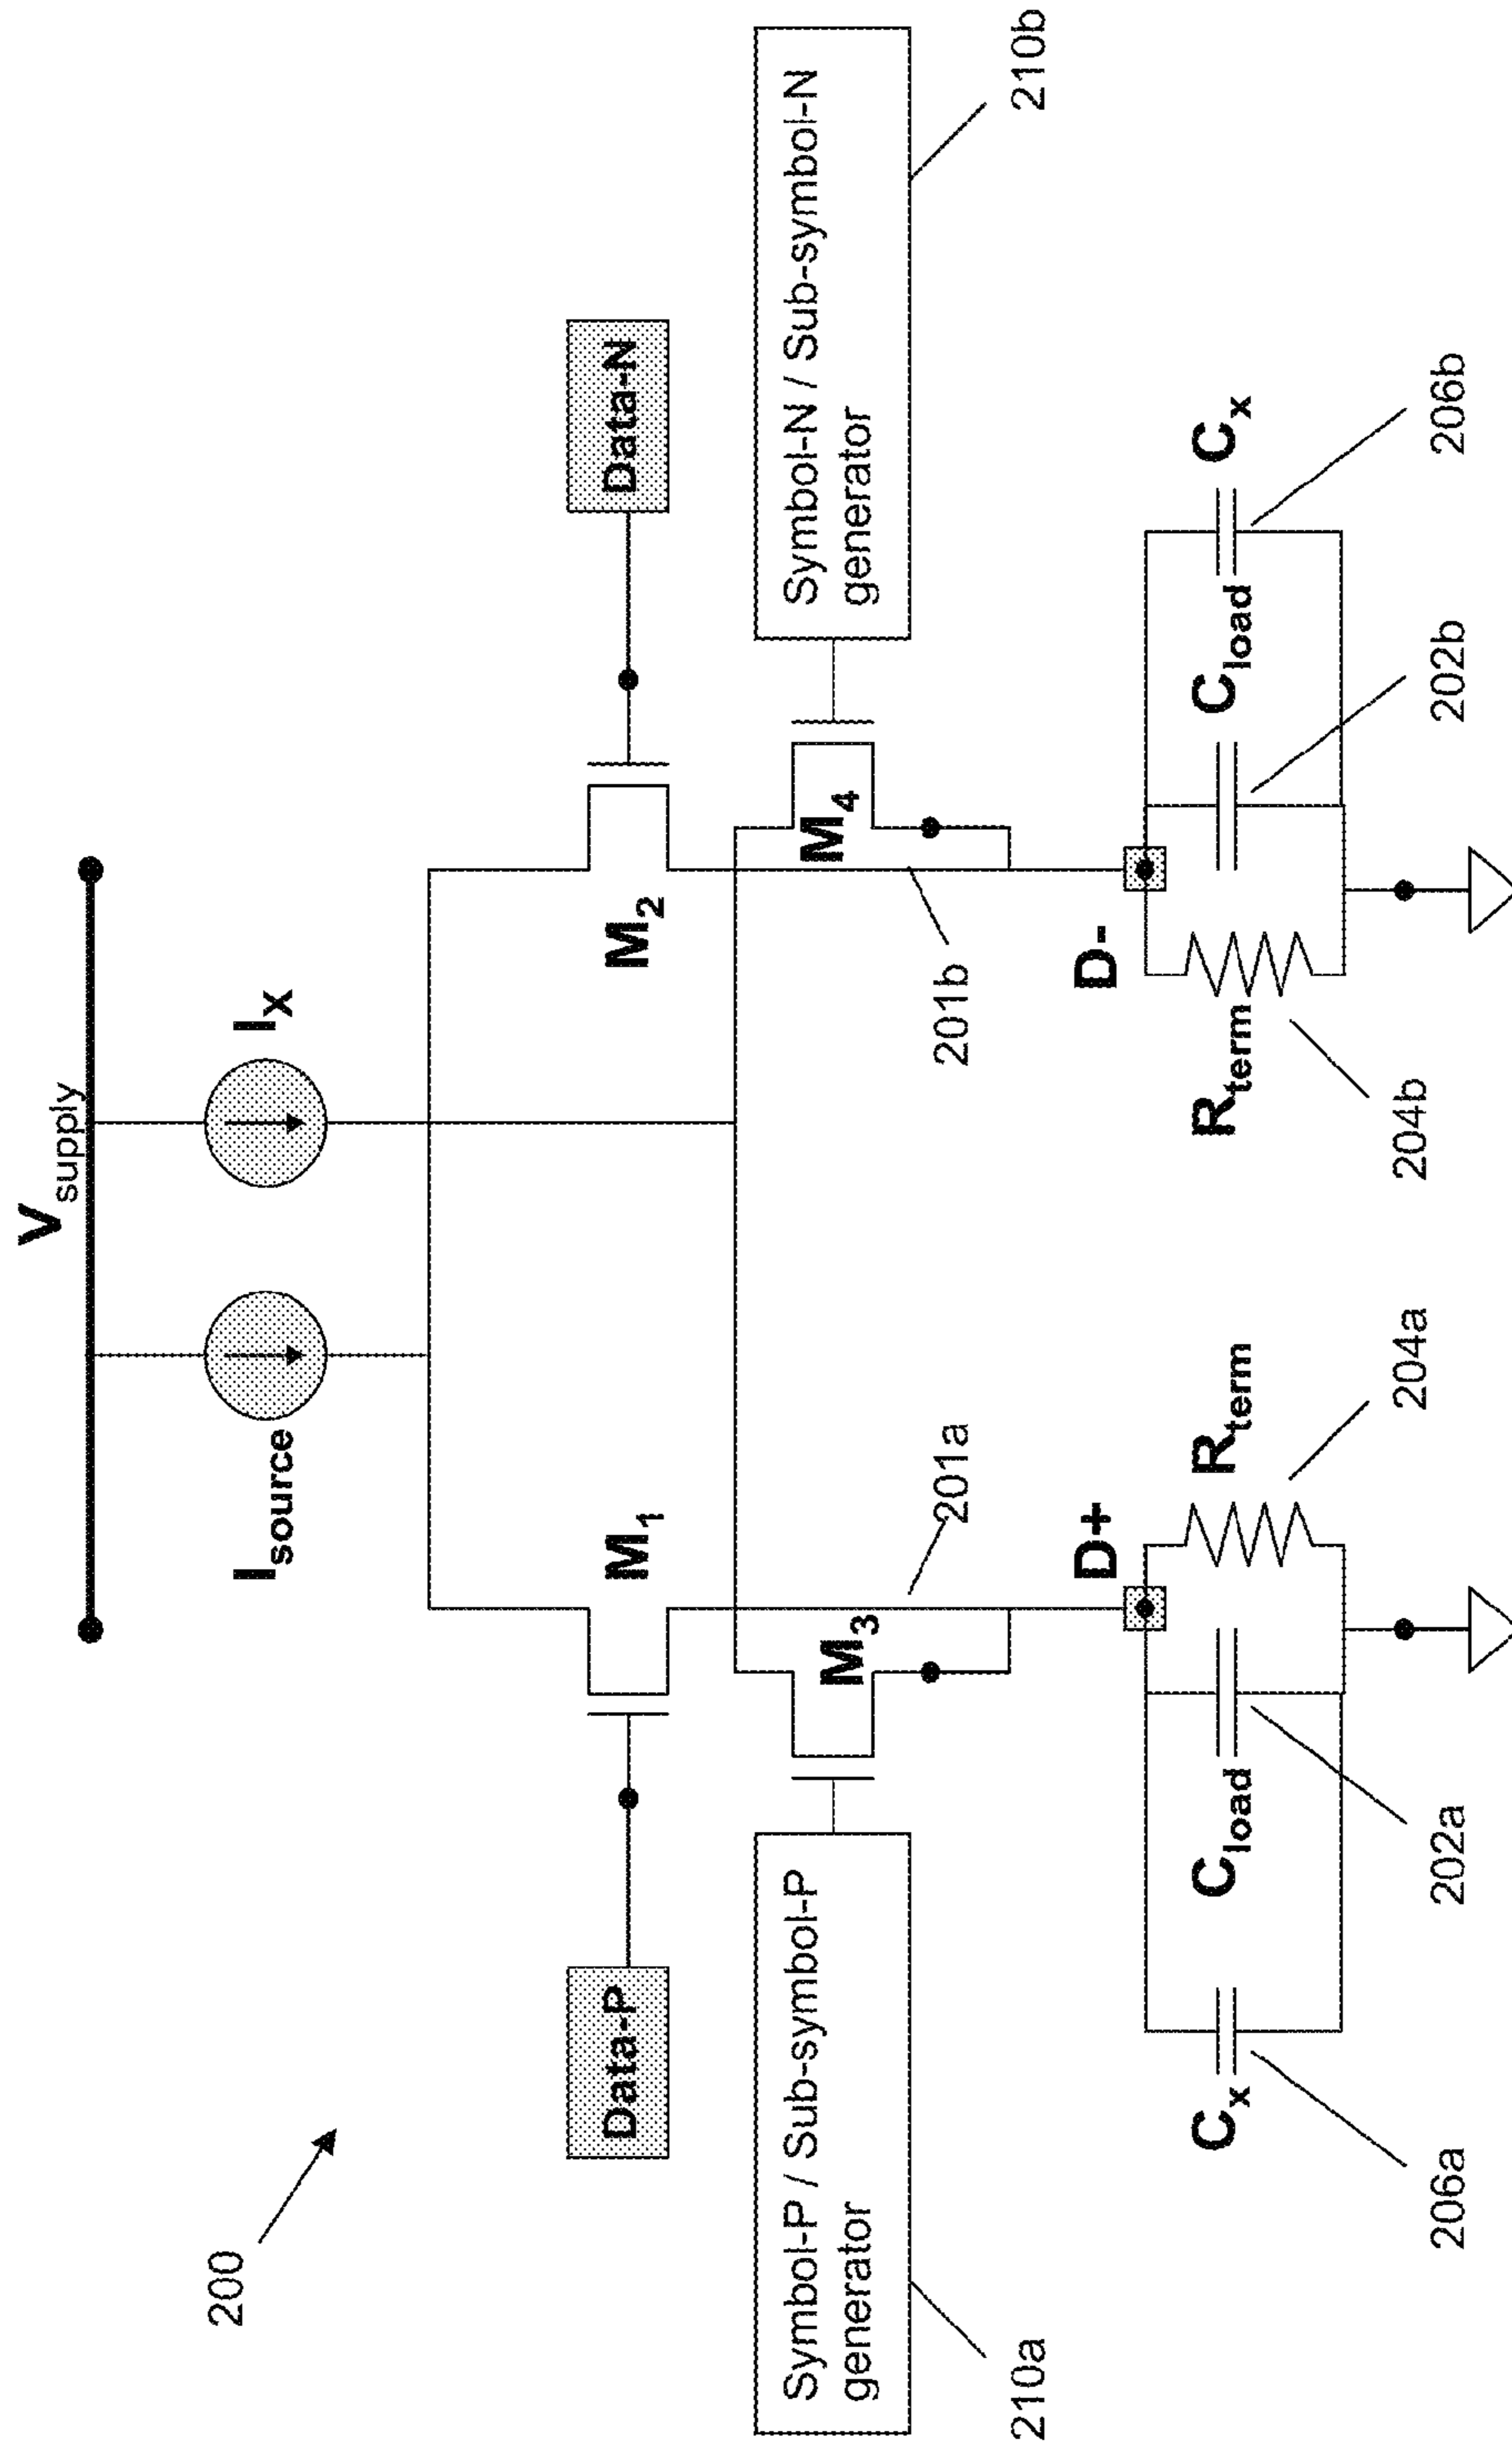 200
Vsupply
Isource
Ix
Data-P
M1
M2
Data-N
Symbol-P / Sub-symbol-P
generator
M3
M4
Symbol-N / Sub-symbol-N
generator
210a
201a
201b
210b
D+
D-
Cx
Cload
Rterm
Rterm
Cload
Cx
206a
202a
204a
204b
202b
206b